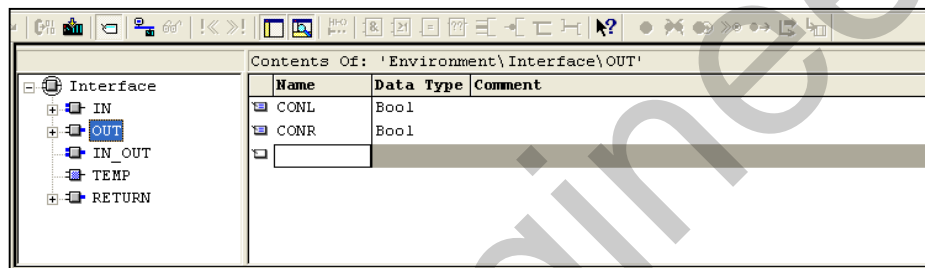 Contents Of: 'Environment\Interface\OUT'
Interface
IN
OUT
IN_OUT
TEMP
RETURN
Name Data Type Comment
CONL Bool
CONR Bool